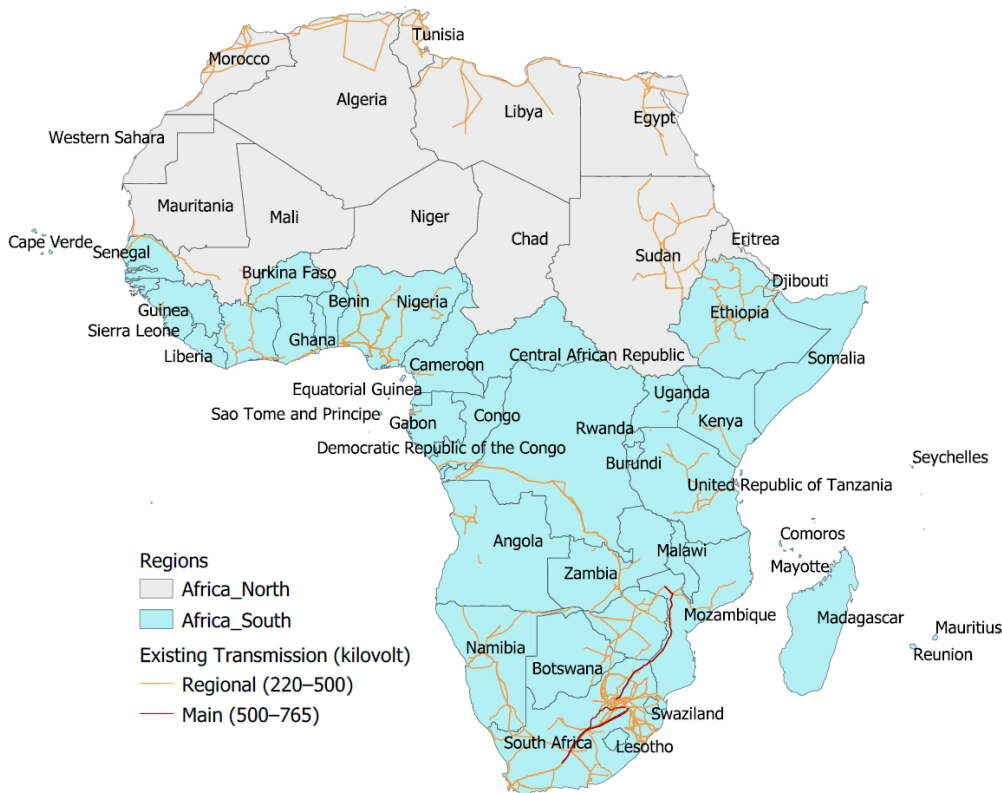 Tunisia
Morocco
Algeria
Libya
Egypt
Western Sahara
Mauritania
Mali
Niger
Chad
Sudan
Eritrea
Cape Verde
Senegal
Burkina Faso
Djibouti
Benin
Nigeria
Guinea
Ethiopia
Sierra Leone
Ghana
Liberia
Somalia
Central African Republic
Cameroon
Equatorial Guinea
Uganda
Sao Tome and Principe
Congo
Gabon
Kenya
Rwanda
Democratic Republic of the Congo
Burundi
Seychelles
United Republic of Tanzania
Angola
Comoros
Malawi
Mayotte
Zambia
Mozambique
Madagascar
Mauritius
Reunion
Namibia
Botswana
Swaziland
South Africa
Lesotho
Regions
Africa_North
Africa_South
Existing Transmission (kilovolt)
Regional (220–500)
Main (500–765)